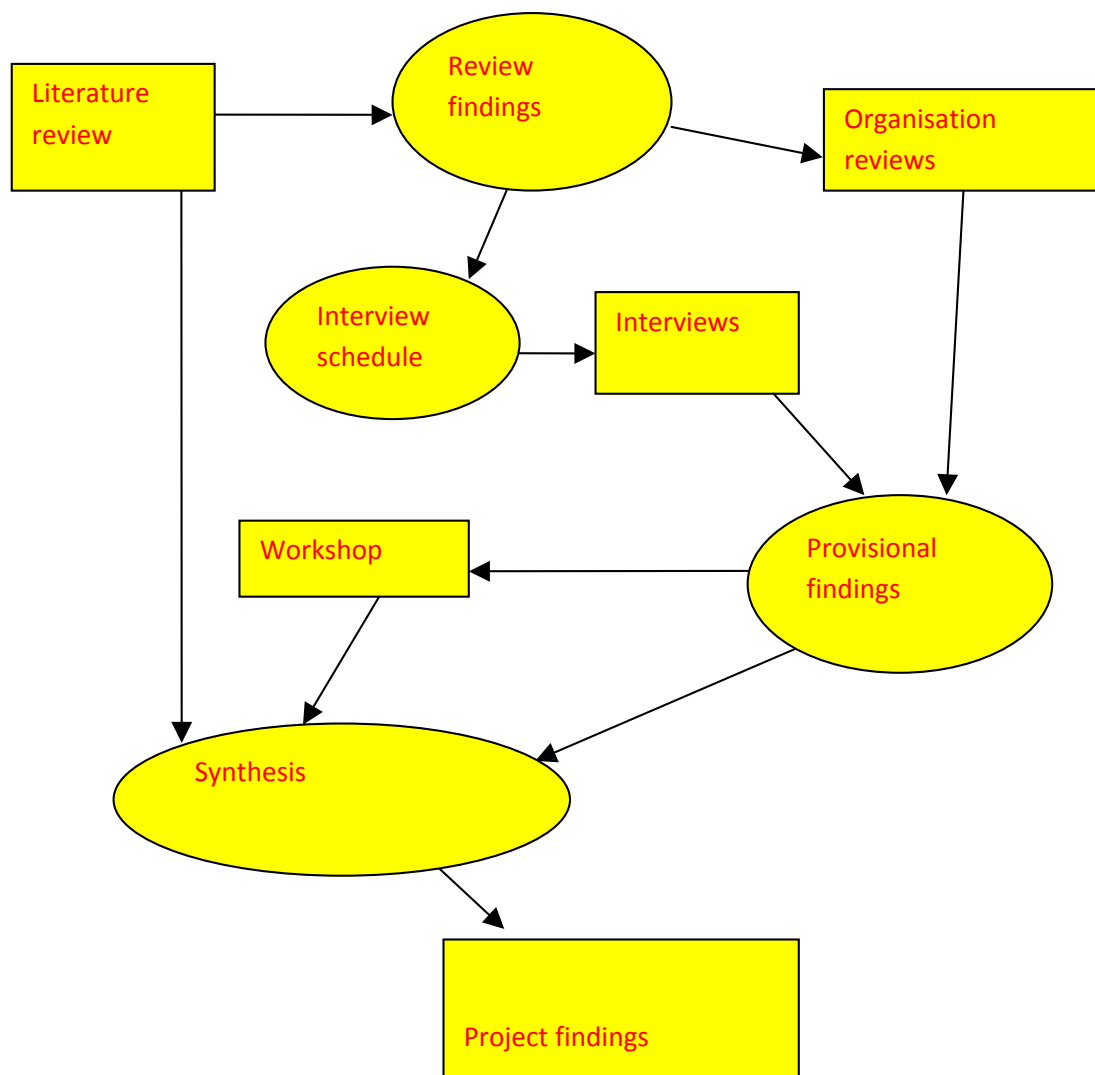 Literature
review
Review
findings
Organisation
reviews
Interview
schedule
Interviews
Workshop
Provisional
findings
Synthesis
Project findings